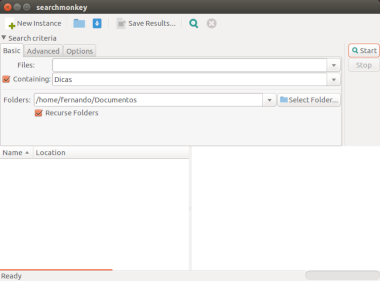 searchmonkey
New Instance
Save Results...
Search criteria
Basic Advanced Options
Files:
Start
Containing: Dicas
Stop
Folders: /home/fernando/Documentos Select Folder...
Recurse Folders
Name Location
Ready